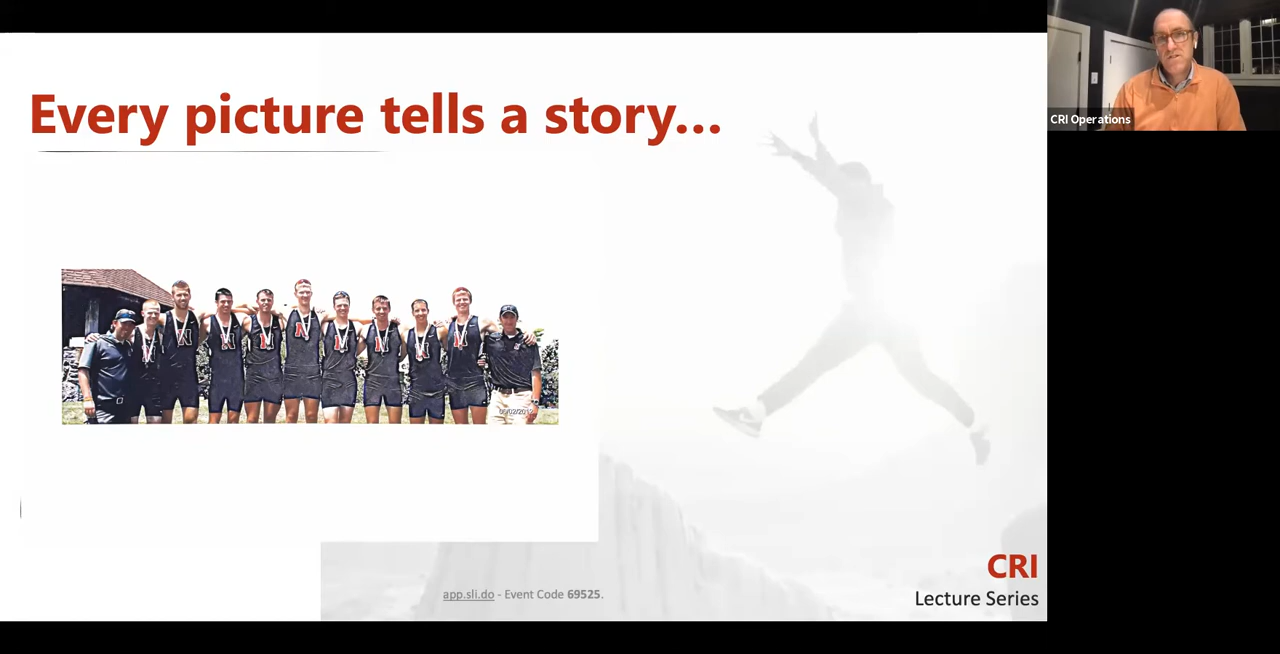 Every picture tells a story...
CRI Operations
N
N
N
N
N
N
N
app.sli.do - Event Code 69525.
CRI
Lecture Series